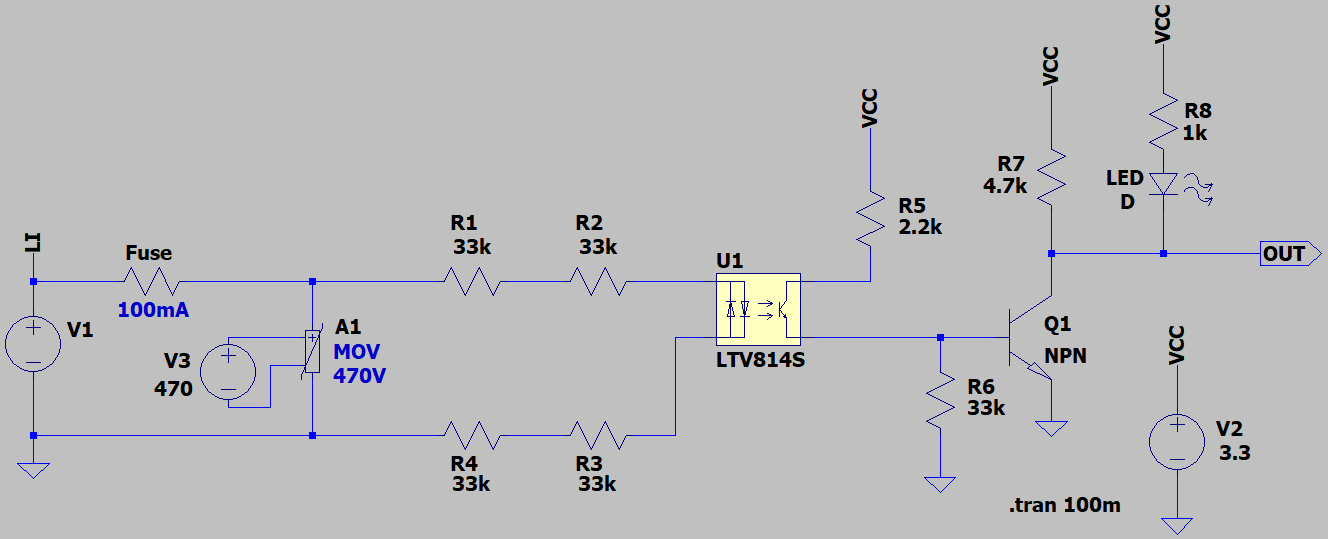 VCC
VCC
VCC
R8
1k
R7
4.7k
LED
D
R5
2.2k
R1
33k
R2
33k
LI
Fuse
100mA
U1
OUT
V1
A1
MOV
470V
V3
470
LTV814S
Q1
NPN
VCC
R6
33k
V2
3.3
R4
33k
R3
33k
.tran 100m